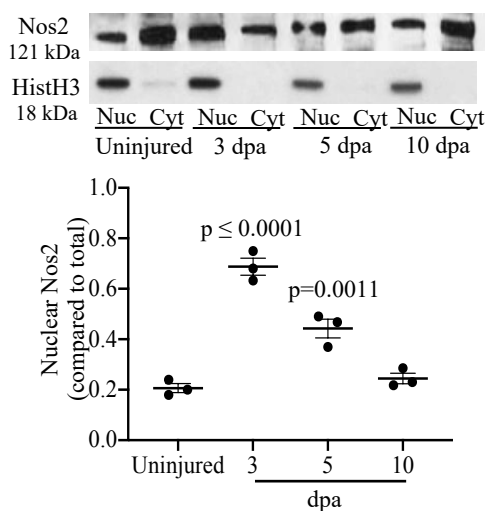 Nos2
121 kDa
HistH3
18 kDa
Nuc Cyt Nuc Cyt Nuc Cyt Nuc Cyt
Uninjured 3 dpa 5 dpa 10 dpa
Nuclear Nos2
(compared to total)
1.0
0.8
0.6
0.4
0.2
0.0
p ≤ 0.0001
p=0.0011
Uninjured 3 5 10
dpa